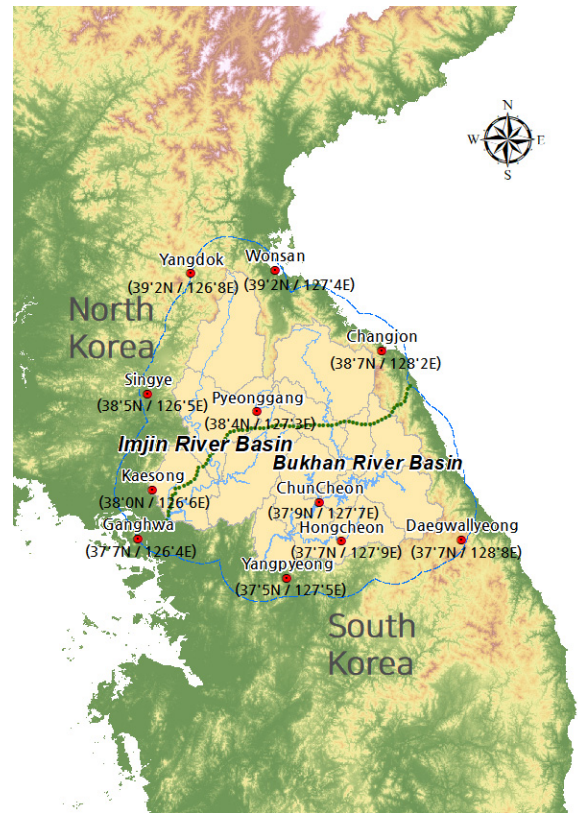 N
W
E
S
Yangdok
(39'2N / 126'8E)
Wonsan
(39'2N / 127'4E)
North
Korea
Changjon
(38'7N / 128'2E)
Singye
(38'5N / 126'5E)
Pyeonggang
(38'4N / 127'3E)
Imjin River Basin
Bukhan River Basin
Kaesong
(38'0N / 126'6E)
ChunCheon
(37'9N / 127'7E)
Ganghwa
(37'7N / 126'4E)
Hongcheon
(37'7N / 127'9E)
Daegwallyeong
(37'7N / 128'8E)
Yangpyeong
(37'5N / 127'5E)
South
Korea